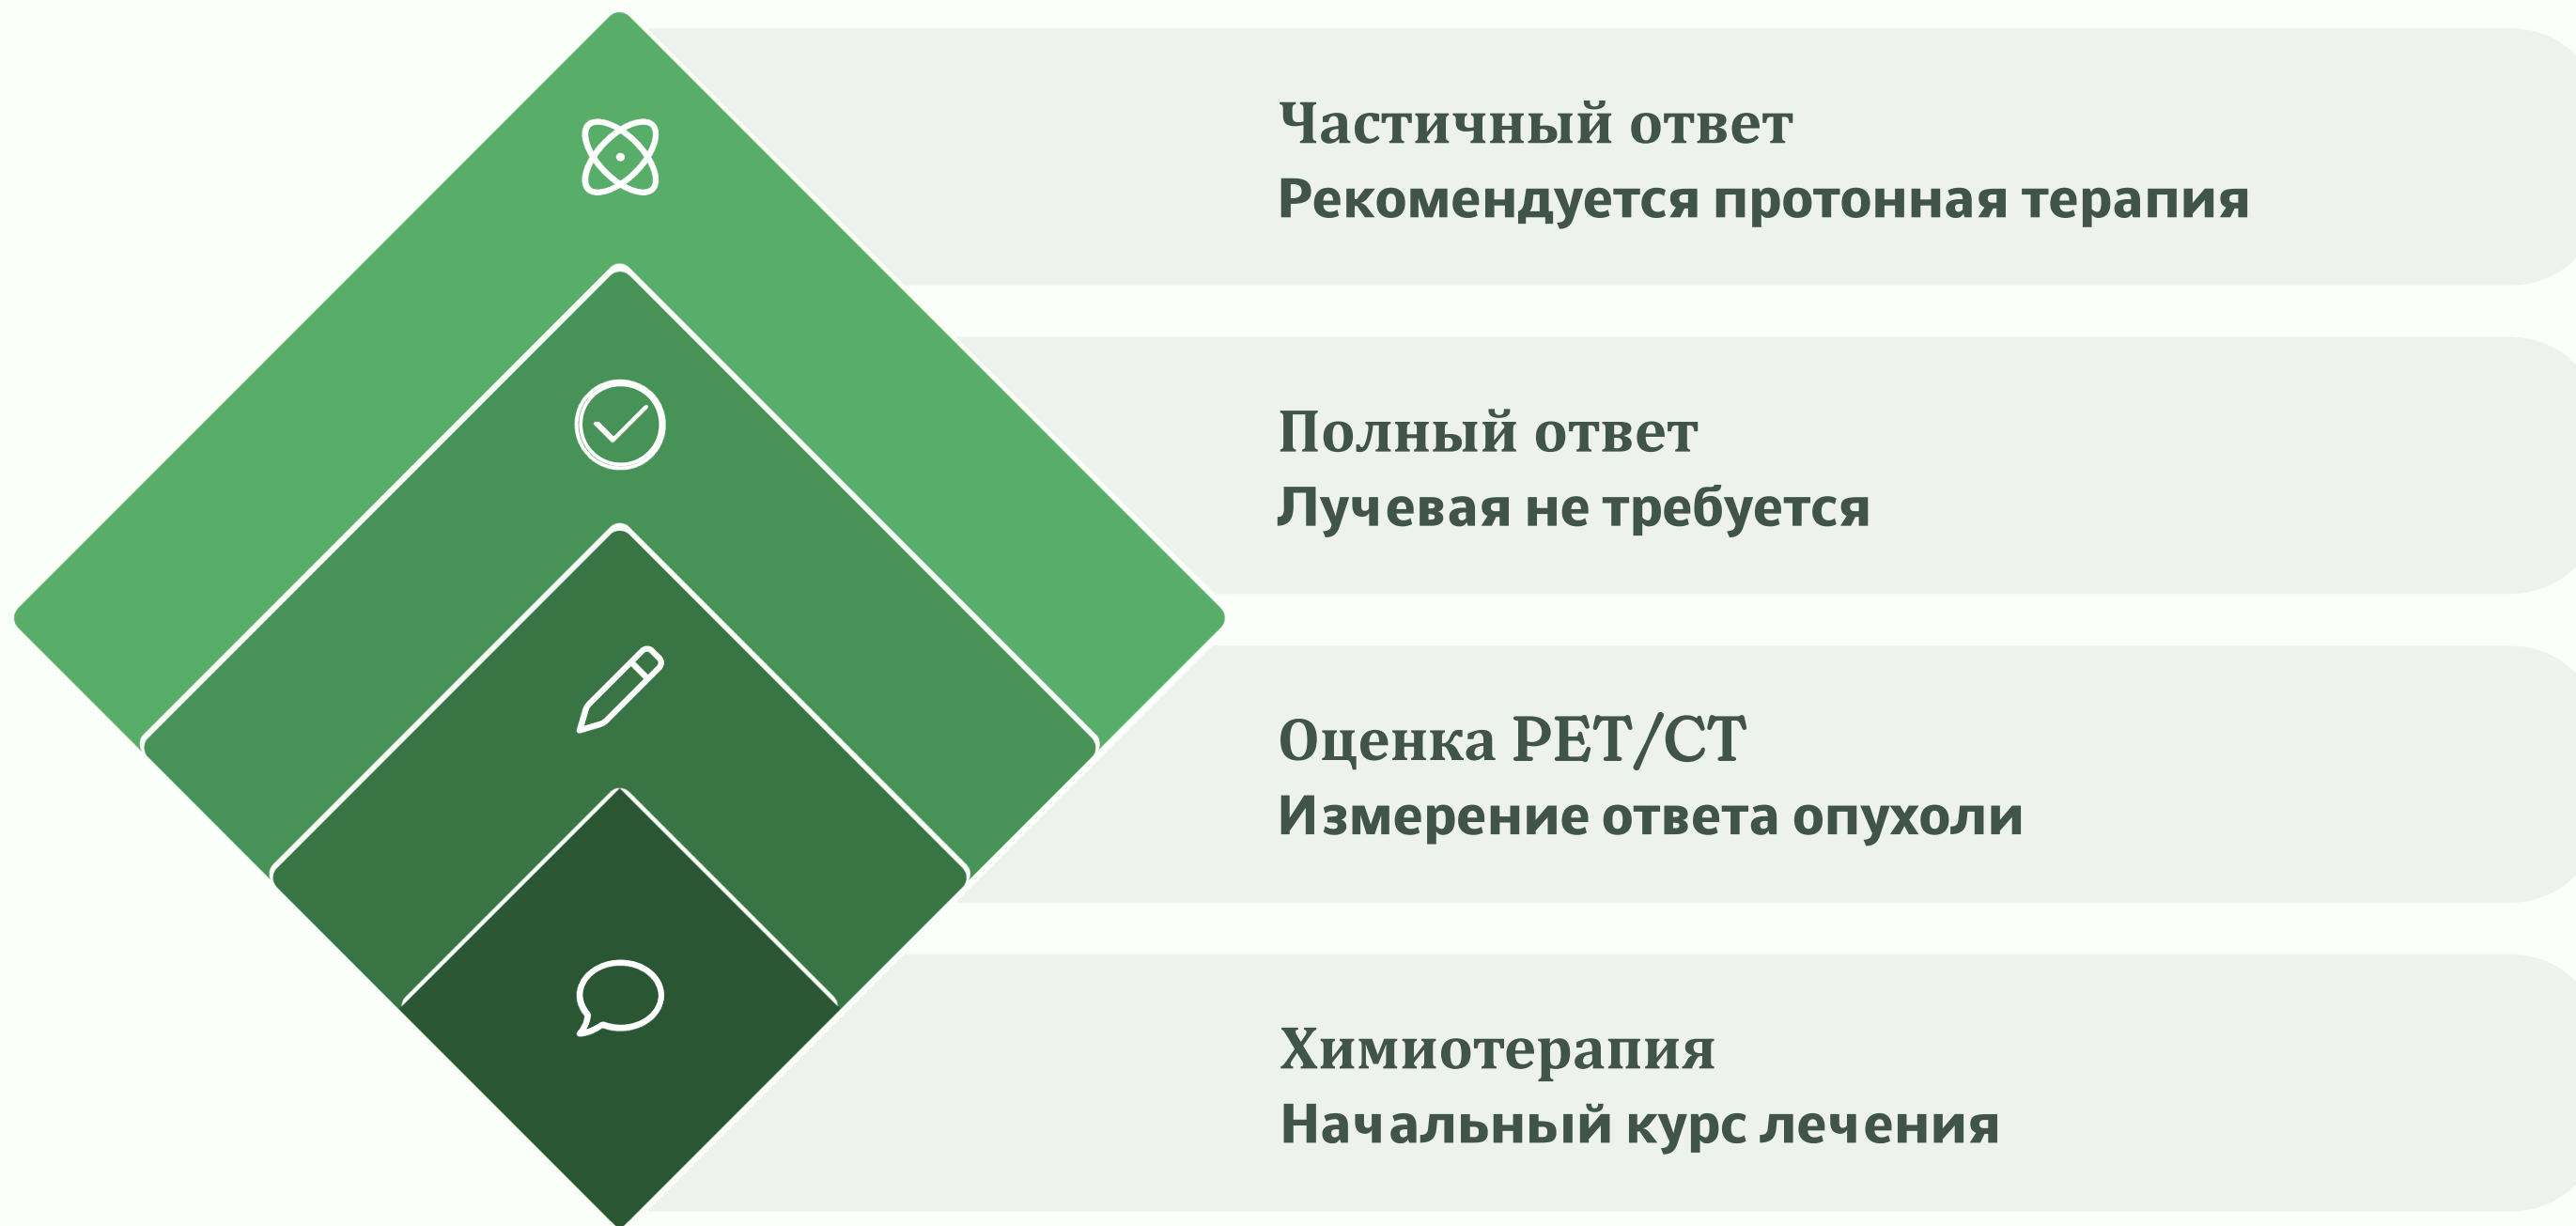 Частичный ответ
Рекомендуется протонная терапия
Полный ответ
Лучевая не требуется
Оценка PET/CT
Измерение ответа опухоли
Химиотерапия
Начальный курс лечения